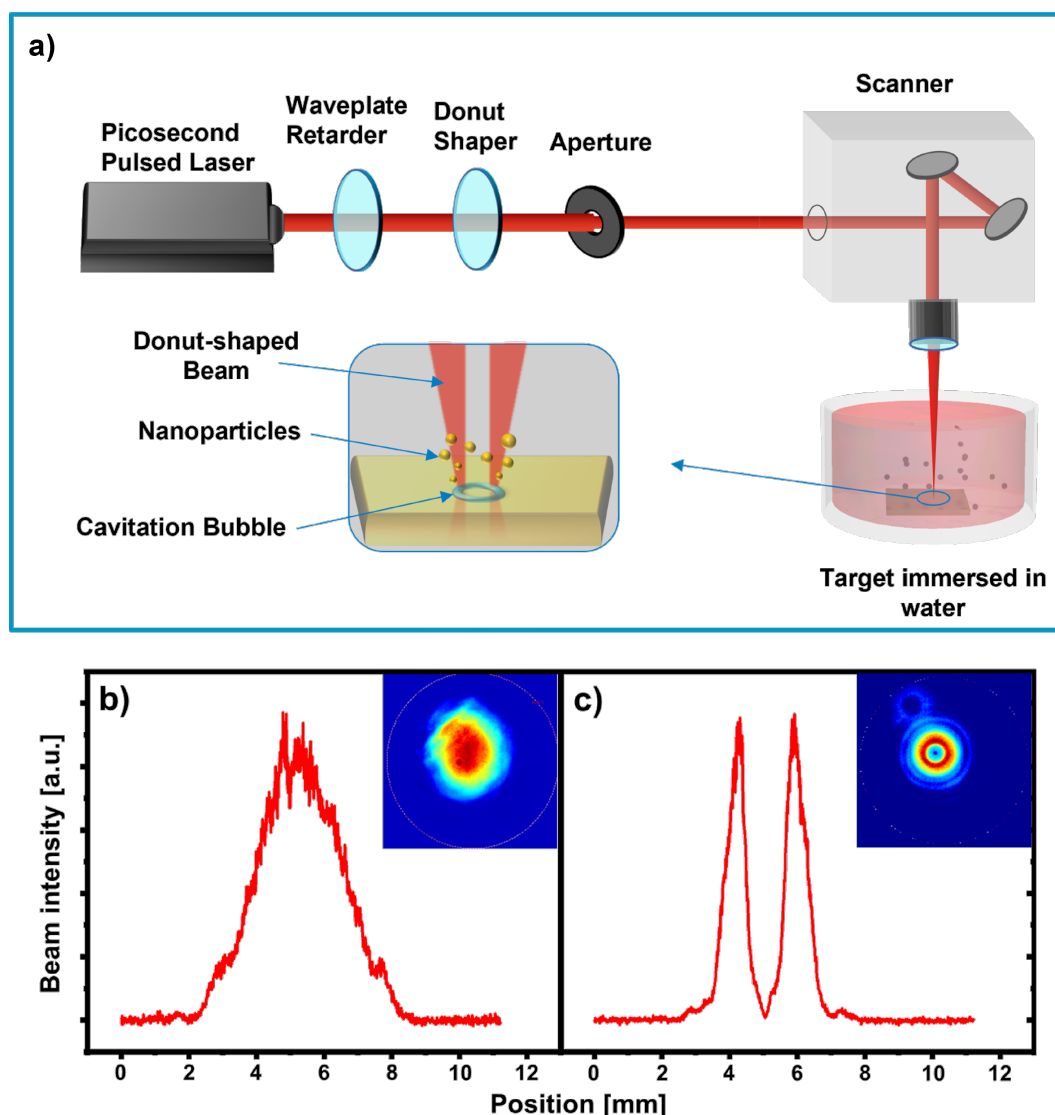 a)
Scanner
Waveplate
Retarder
Donut
Shaper
Aperture
Picosecond
Pulsed Laser
Donut-shaped
Beam
Nanoparticles
Cavitation Bubble
Target immersed in
water
b)
c)
Beam intensity [a.u.]
0 2 4 6 8 10 12
0 2 4 6 8 10 12
Position [mm]